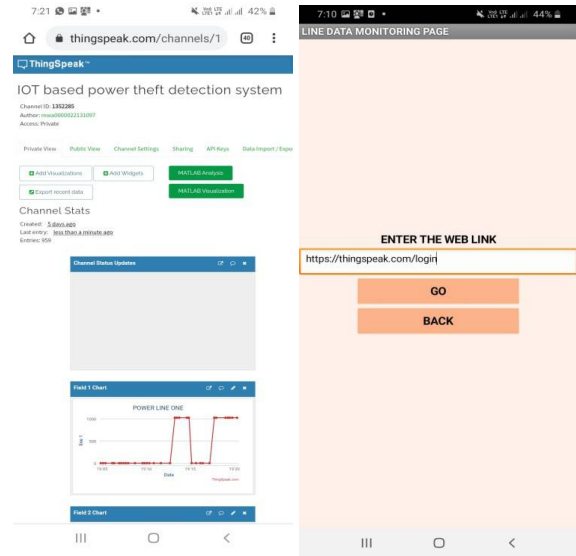 7:21
42%
thingspeak.com/channels/1
40
ThingSpeak™
IOT based power theft detection system
Channel ID: 1352285
Access: Private
Private View Public View Channel Settings Sharing API Keys Data Import / Expo
Add Visualizations Add Widgets MATLAB Analysis
Export recent data MATLAB Visualization
Channel Stats
Created: 5 days ago
Last entry: less than a minute ago
Entries: 959
Channel Status Updates
Field 1 Chart
POWER LINE ONE
1000
500
0
Date
ThingSpeak.com
Field 2 Chart
7:10
44%
LINE DATA MONITORING PAGE
ENTER THE WEB LINK
https://thingspeak.com/login
GO
BACK